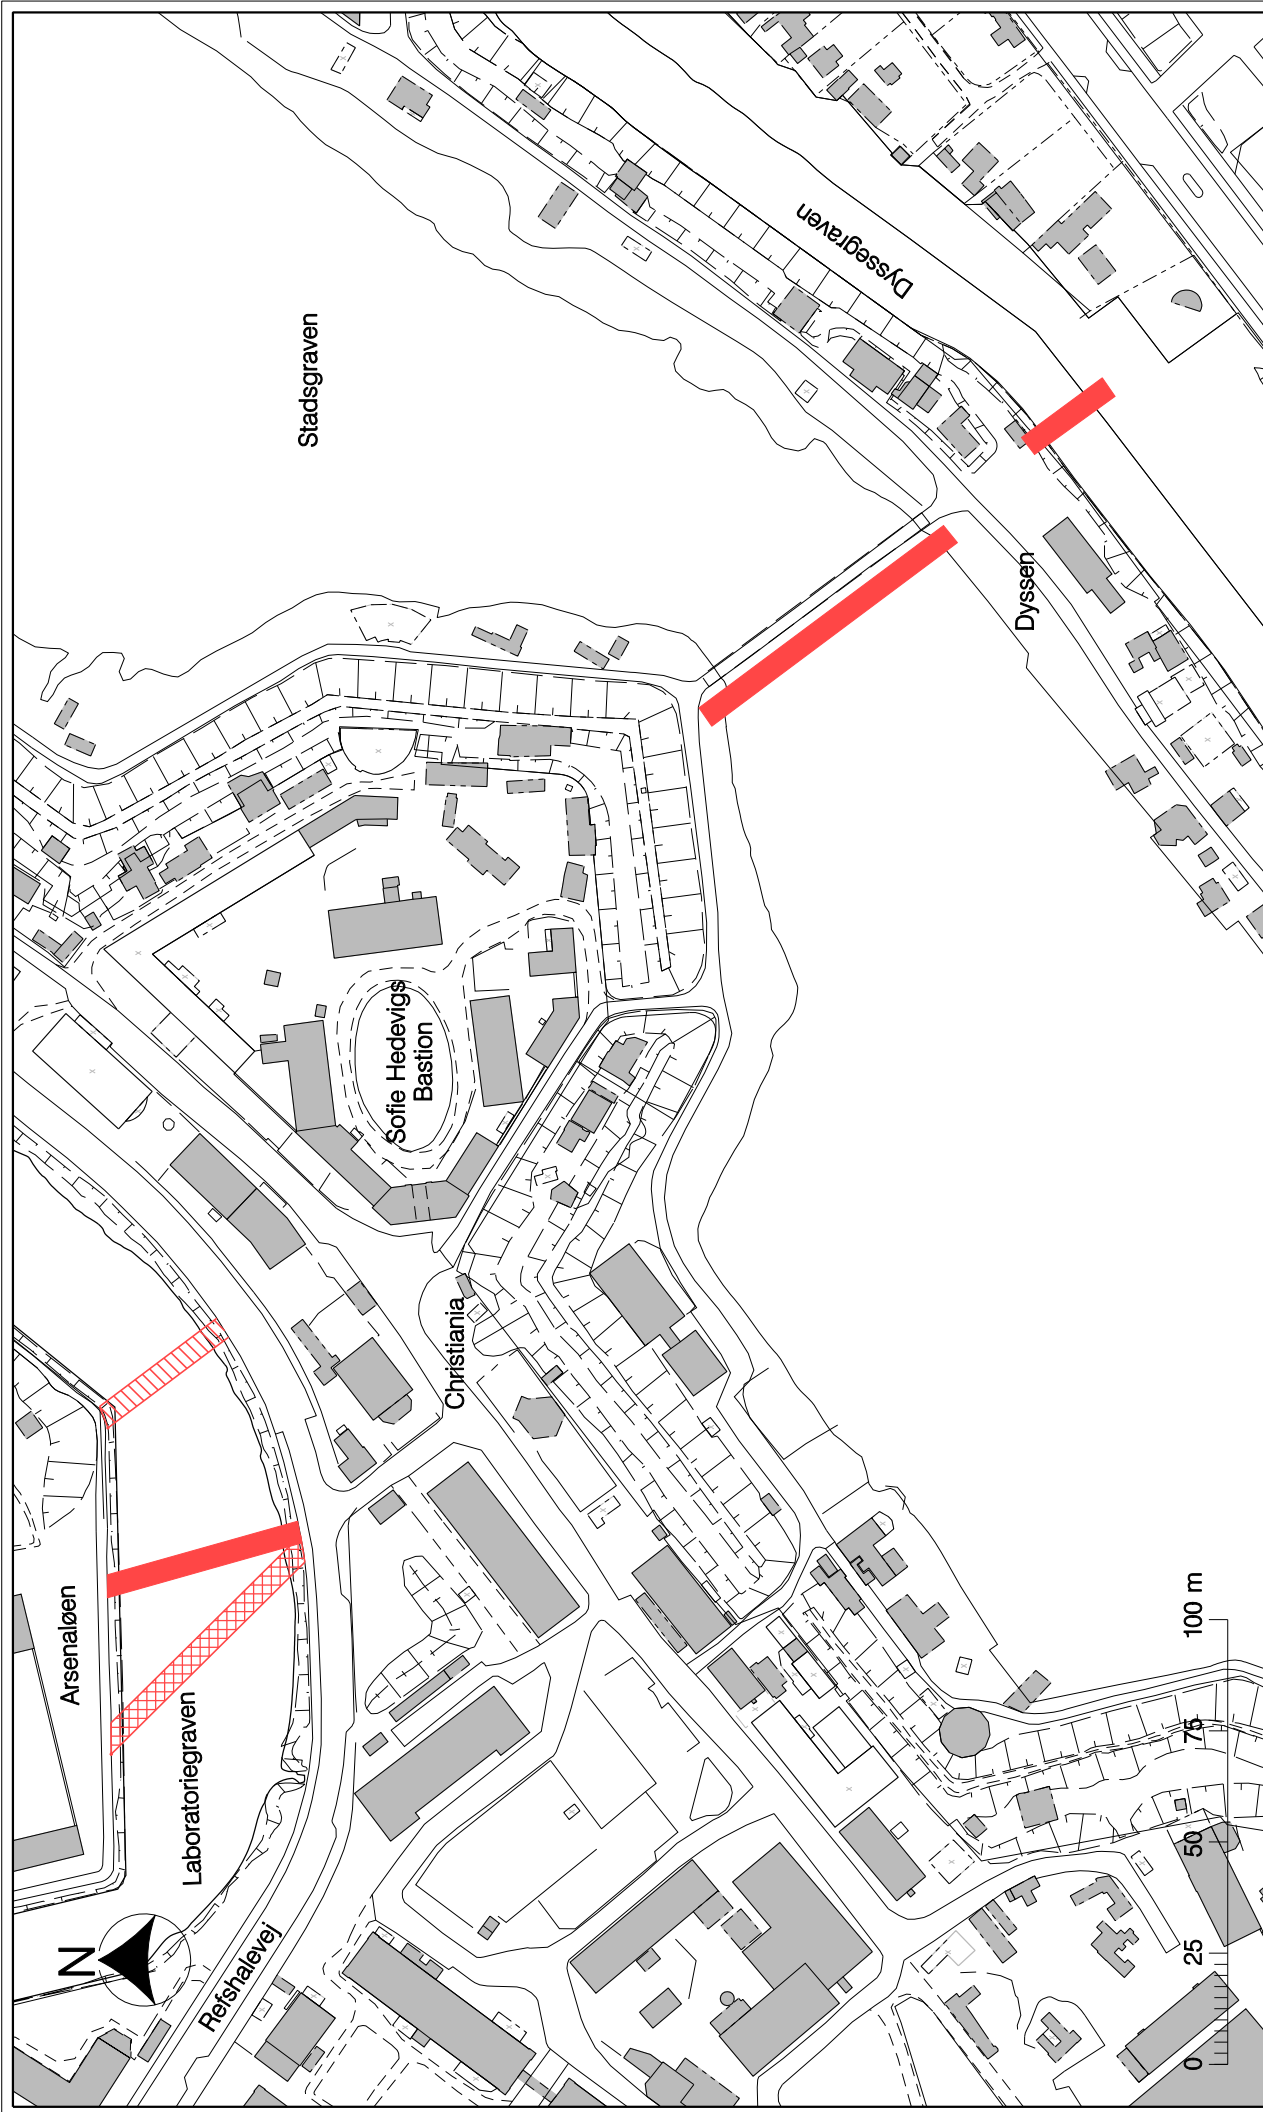 Stadsgraven
Dyssegraven
Dyssen
Sofie Hedevigs
Bastion
Christiania
Arsenaløen
Laboratoriegraven
Refshalevej
N
0 25 50 75 100 m